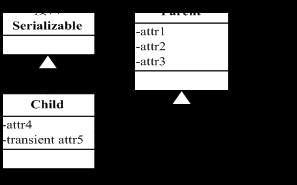 Serializable
Parent
-attr1
-attr2
-attr3
Child
-attr4
-transient attr5